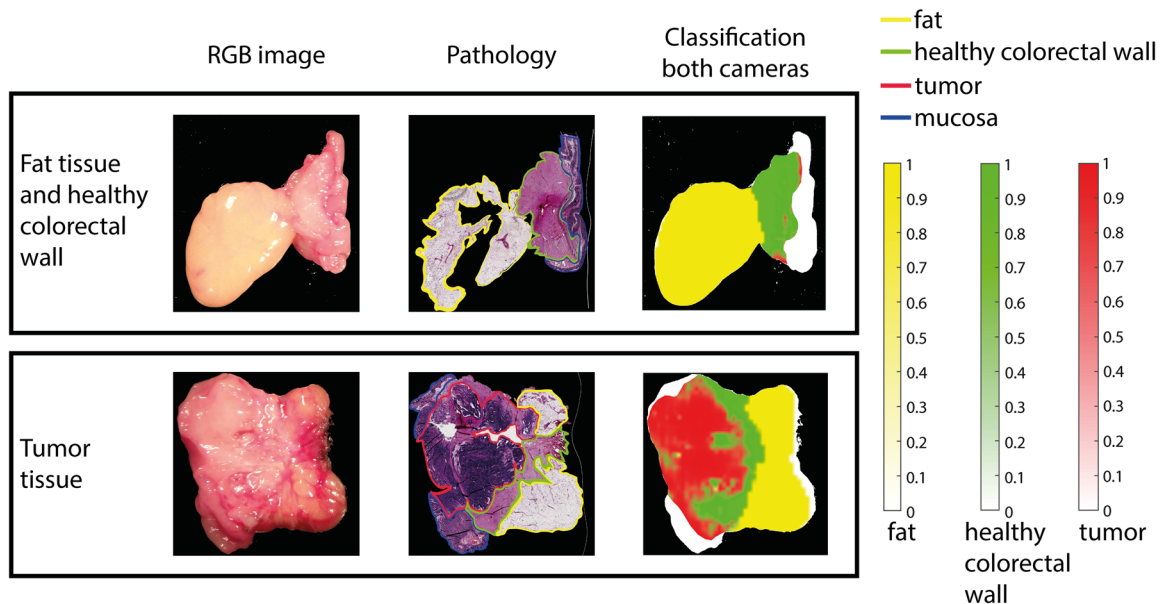 RGB image
Pathology
Classification
both cameras
fat
healthy colorectal wall
tumor
mucosa
Fat tissue
and healthy
colorectal
wall
Tumor
tissue
1
0.9
0.8
0.7
0.6
0.5
0.4
0.3
0.2
0.1
0
fat
1
0.9
0.8
0.7
0.6
0.5
0.4
0.3
0.2
0.1
0
healthy
colorectal
wall
1
0.9
0.8
0.7
0.6
0.5
0.4
0.3
0.2
0.1
0
tumor